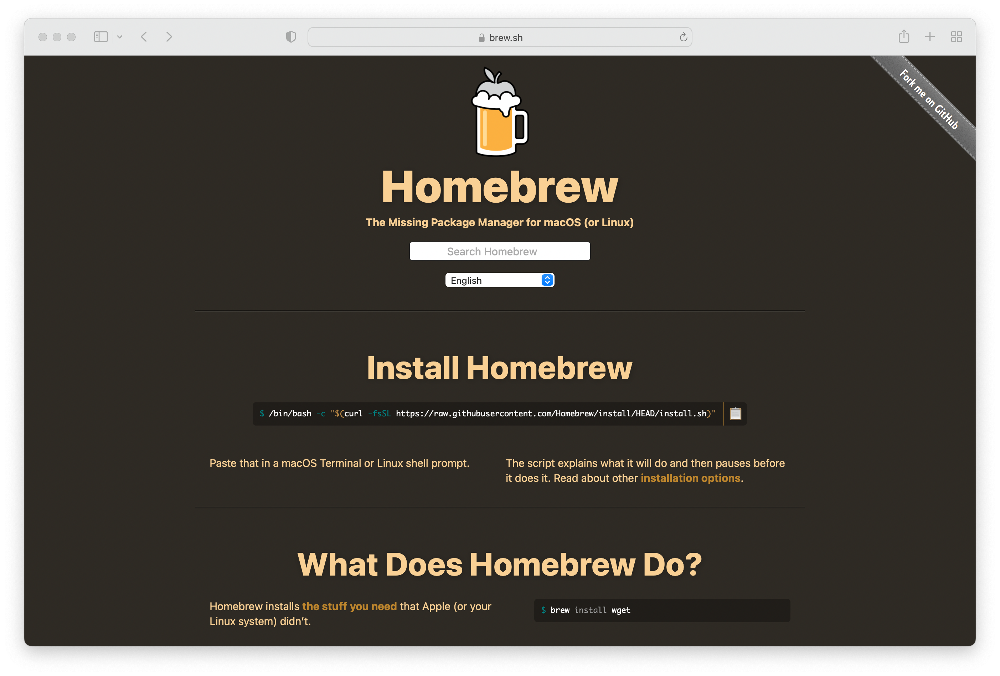 brew.sh
Fork me on GitHub
Homebrew
The Missing Package Manager for macOS (or Linux)
Search Homebrew
English
Install Homebrew
$ /bin/bash -c "$(curl -fsSL https://raw.githubusercontent.com/Homebrew/install/HEAD/install.sh)"
Paste that in a macOS Terminal or Linux shell prompt.
The script explains what it will do and then pauses before
it does it. Read about other installation options.
What Does Homebrew Do?
Homebrew installs the stuff you need that Apple (or your
Linux system) didn’t.
$ brew install wget